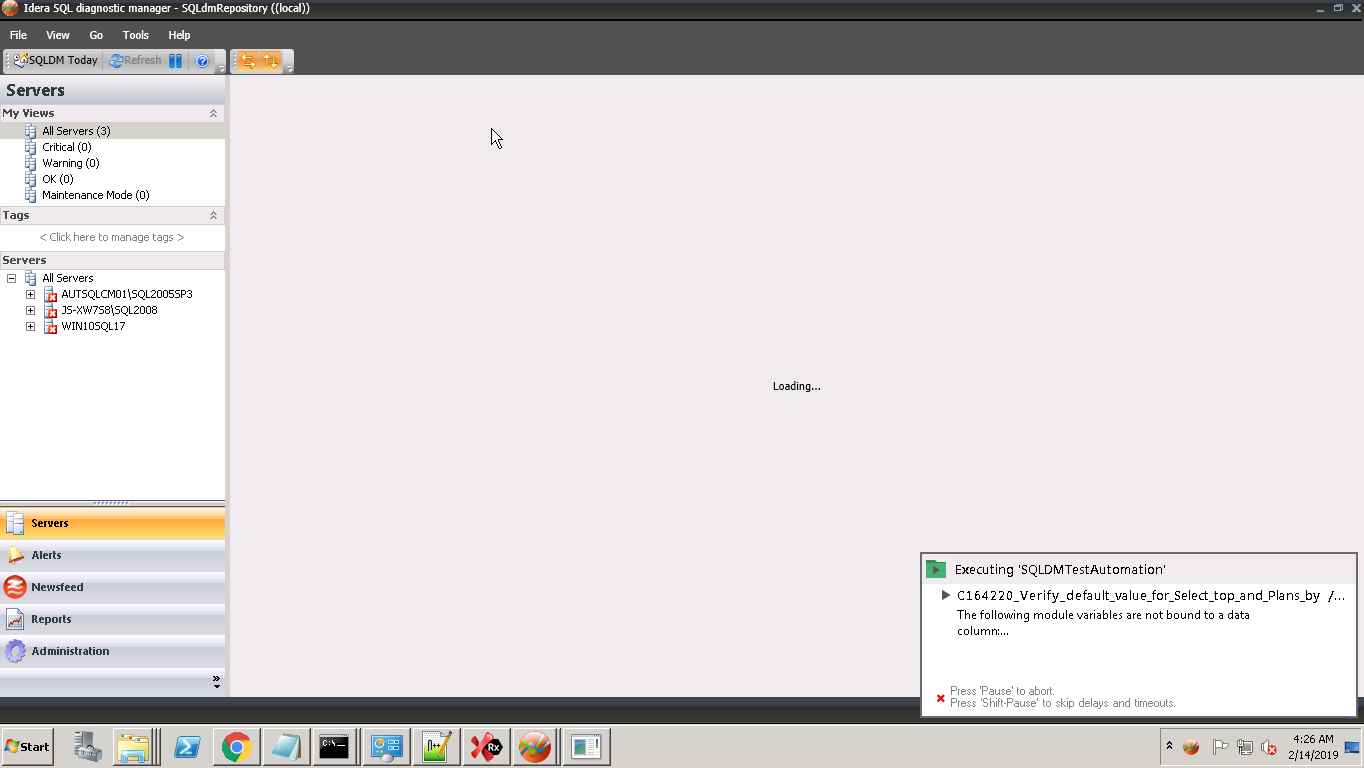 Idera SQL diagnostic manager - SQLdmRepository ((local))
File View Go Tools Help
SQLDM Today Refresh
Servers
My Views
All Servers (3)
Critical (0)
Warning (0)
OK (0)
Maintenance Mode (0)
Tags
< Click here to manage tags >
Servers
All Servers
AUTSQLCM01\SQL2005SP3
JS-XW7S8\SQL2008
WIN10SQL17
Loading...
Servers
Alerts
Newsfeed
Reports
Administration
Executing 'SQLDMTestAutomation'
C164220_Verify_default_value_for_Select_top_and_Plans_by /...
The following module variables are not bound to a data
column:...
Press 'Pause' to abort.
Press 'Shift-Pause' to skip delays and timeouts.
Start
C:\_
n++
Rx
4:26 AM
2/14/2019